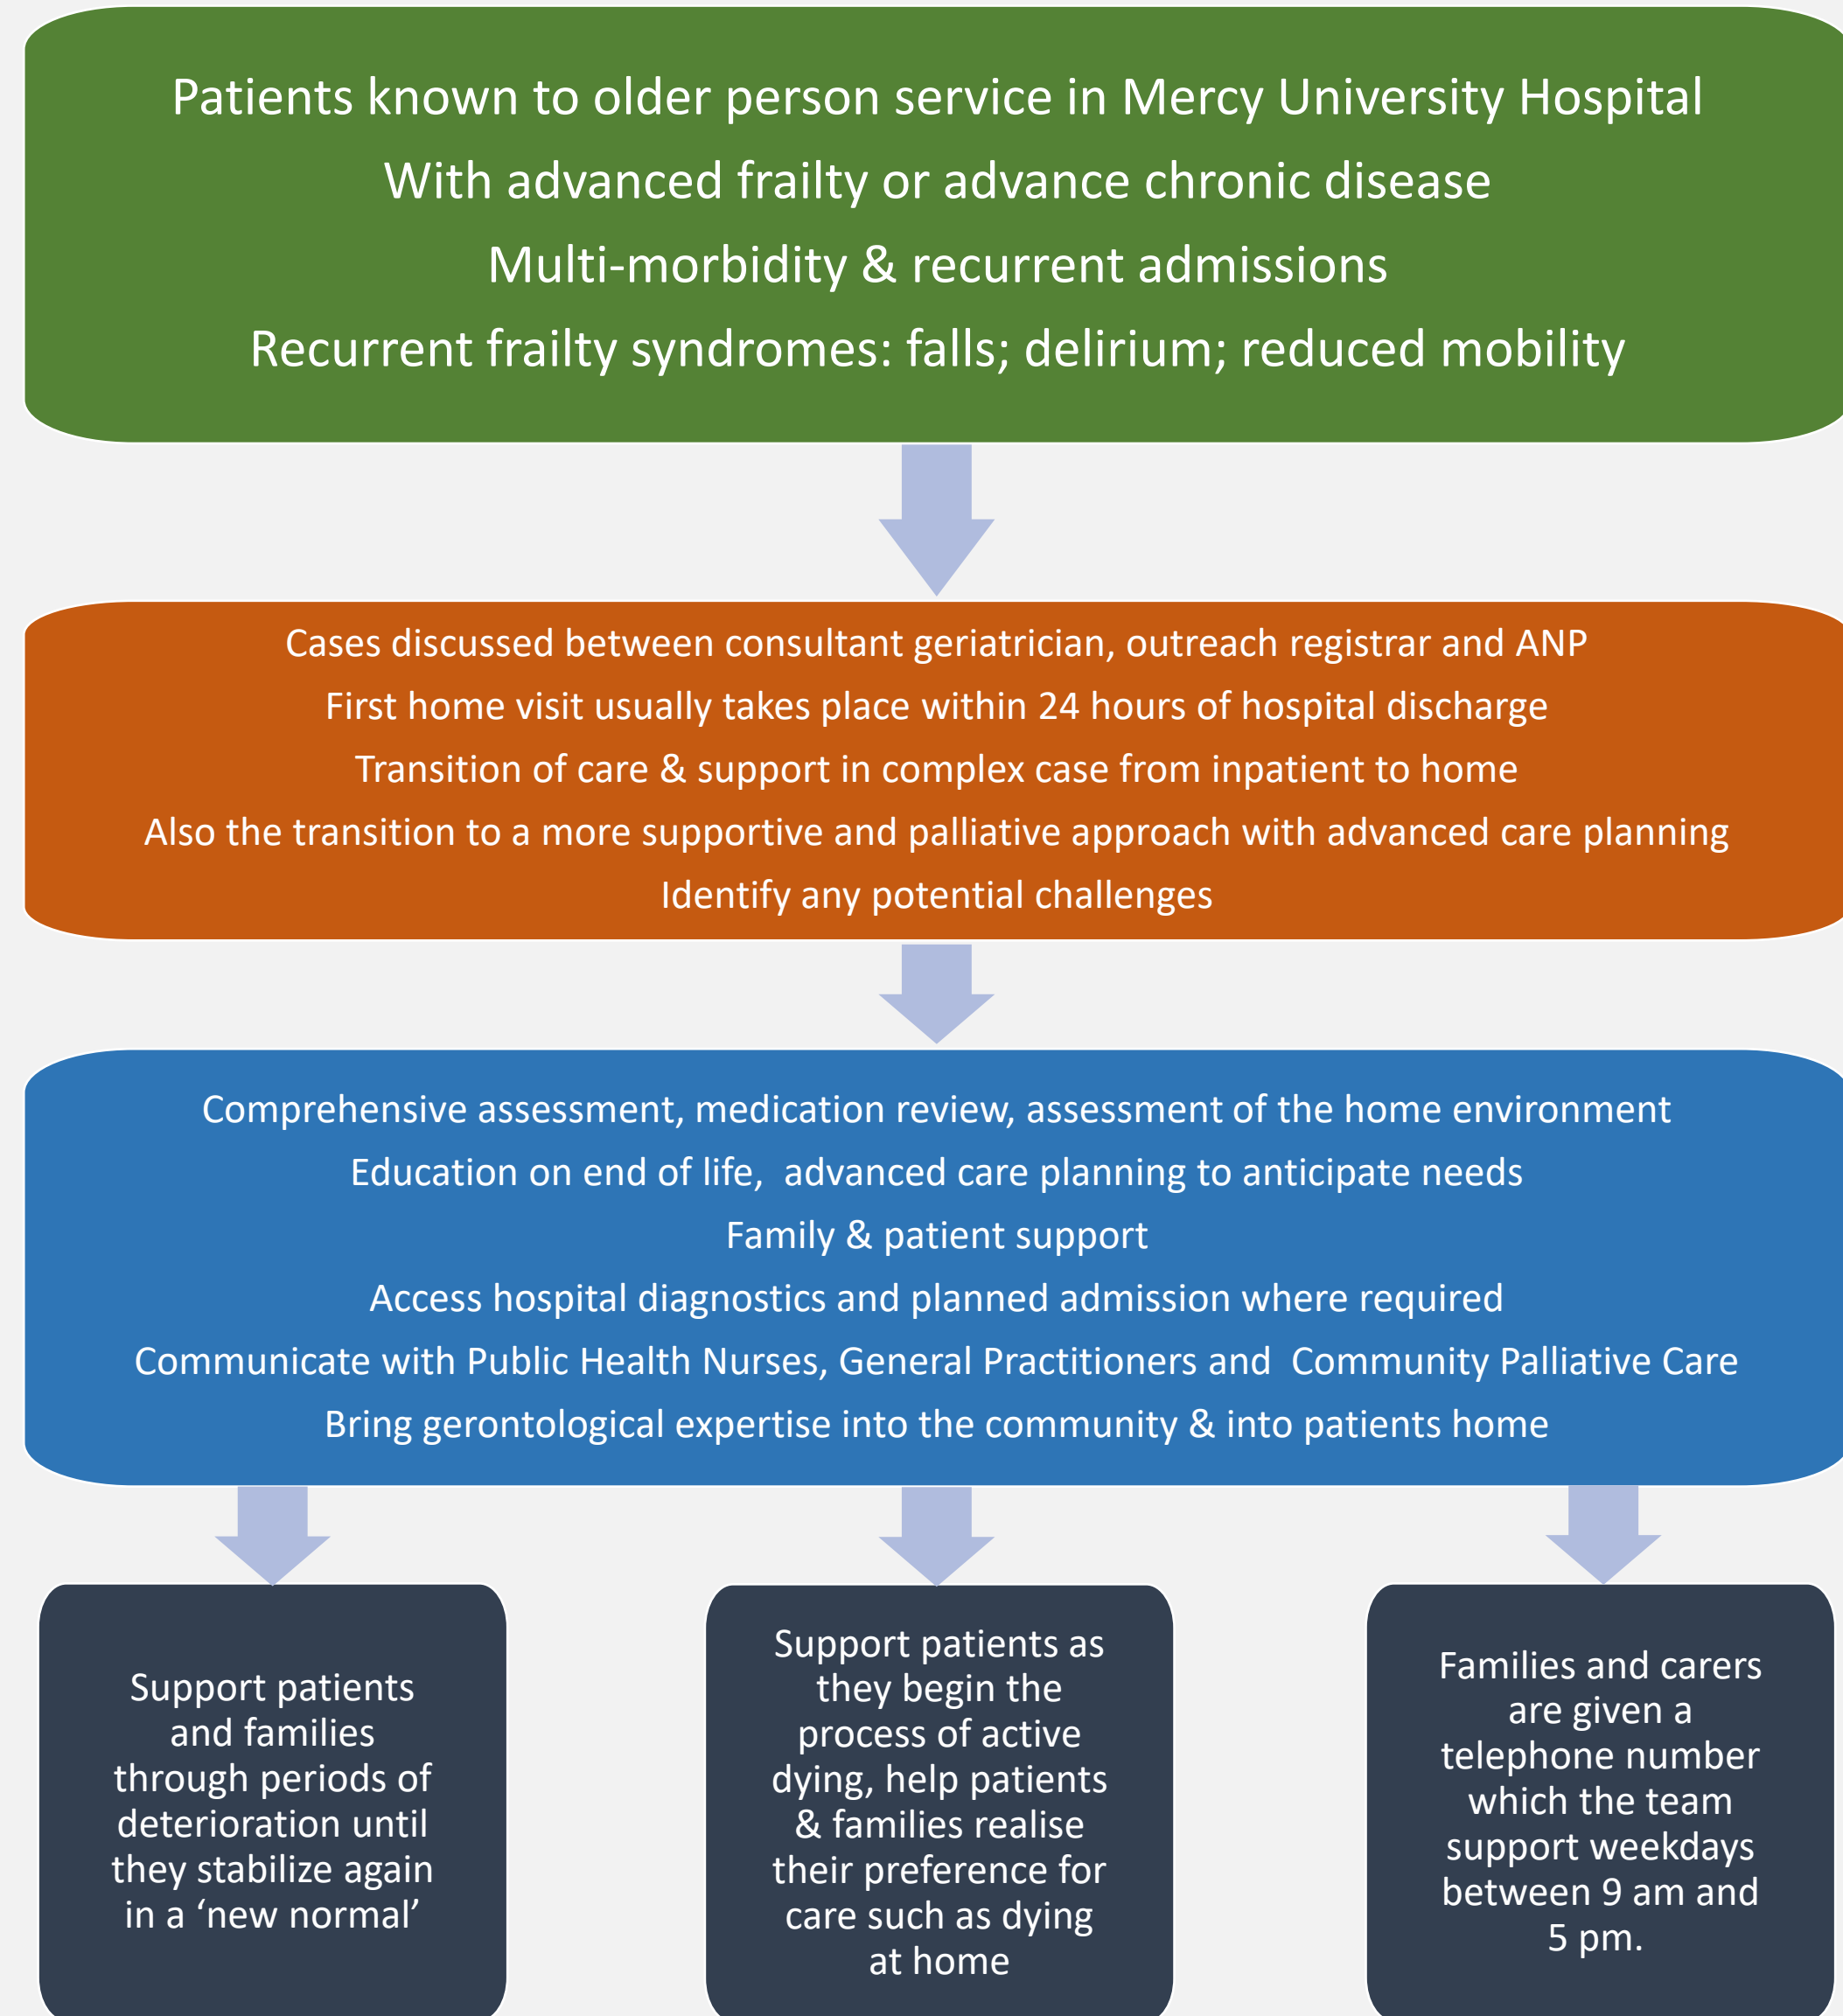 Patients known to older person service in Mercy University Hospital
With advanced frailty or advance chronic disease
Multi-morbidity & recurrent admissions
Recurrent frailty syndromes: falls; delirium; reduced mobility
Cases discussed between consultant geriatrician, outreach registrar and ANP
First home visit usually takes place within 24 hours of hospital discharge
Transition of care & support in complex case from inpatient to home
Also the transition to a more supportive and palliative approach with advanced care planning
Identify any potential challenges
Comprehensive assessment, medication review, assessment of the home environment
Education on end of life,  advanced care planning to anticipate needs
Family & patient support
Access hospital diagnostics and planned admission where required
Communicate with Public Health Nurses, General Practitioners and  Community Palliative Care
Bring gerontological expertise into the community & into patients home
Support patients
and families
through periods of
deterioration until
they stabilize again
in a ‘new normal’
Support patients as
they begin the
process of active
dying, help patients
& families realise
their preference for
care such as dying
at home
Families and carers
are given a
telephone number
which the team
support weekdays
between 9 am and
5 pm.